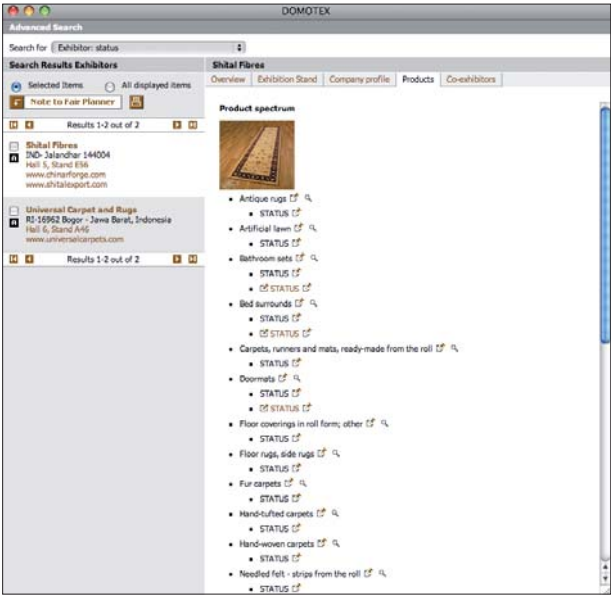 DOMOTEX
Advanced Search
Search for Exhibitor: status
Search Results Exhibitors
Selected Items All displayed items
Note to Fair Planner
Results 1-2 out of 2
Shital Fibres
IND- Jalandhar 144004
Hall 5, Stand E56
www.chinarforge.com
www.shitalexport.com
Universal Carpet and Rugs
RI-16962 Bogor - Jawa Barat, Indonesia
Hall 6, Stand A46
www.universalcarpets.com
Results 1-2 out of 2
Shital Fibres
Overview Exhibition Stand Company profile Products Co-exhibitors
Product spectrum
Antique rugs
STATUS
Artificial lawn
STATUS
Bathroom sets
STATUS
STATUS
Bed surrounds
STATUS
STATUS
Carpets, runners and mats, ready-made from the roll
STATUS
Doormats
STATUS
STATUS
Floor coverings in roll form; other
STATUS
Floor rugs, side rugs
STATUS
Fur carpets
STATUS
Hand-tufted carpets
STATUS
Hand-woven carpets
STATUS
Needled felt - strips from the roll
STATUS